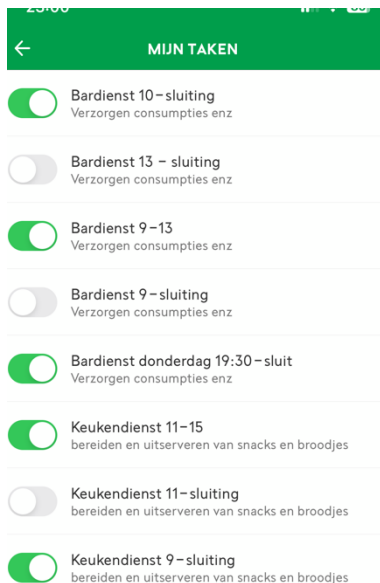 MIJN TAKEN
Bardienst 10-sluiting
Verzorgen consumpties enz
Bardienst 13 - sluiting
Verzorgen consumpties enz
Bardienst 9-13
Verzorgen consumpties enz
Bardienst 9-sluiting
Verzorgen consumpties enz
Bardienst donderdag 19:30-sluit
Verzorgen consumpties enz
Keukendienst 11-15
bereiden en uitserveren van snacks en broodjes
Keukendienst 11-sluiting
bereiden en uitserveren van snacks en broodjes
Keukendienst 9-sluiting
bereiden en uitserveren van snacks en broodjes